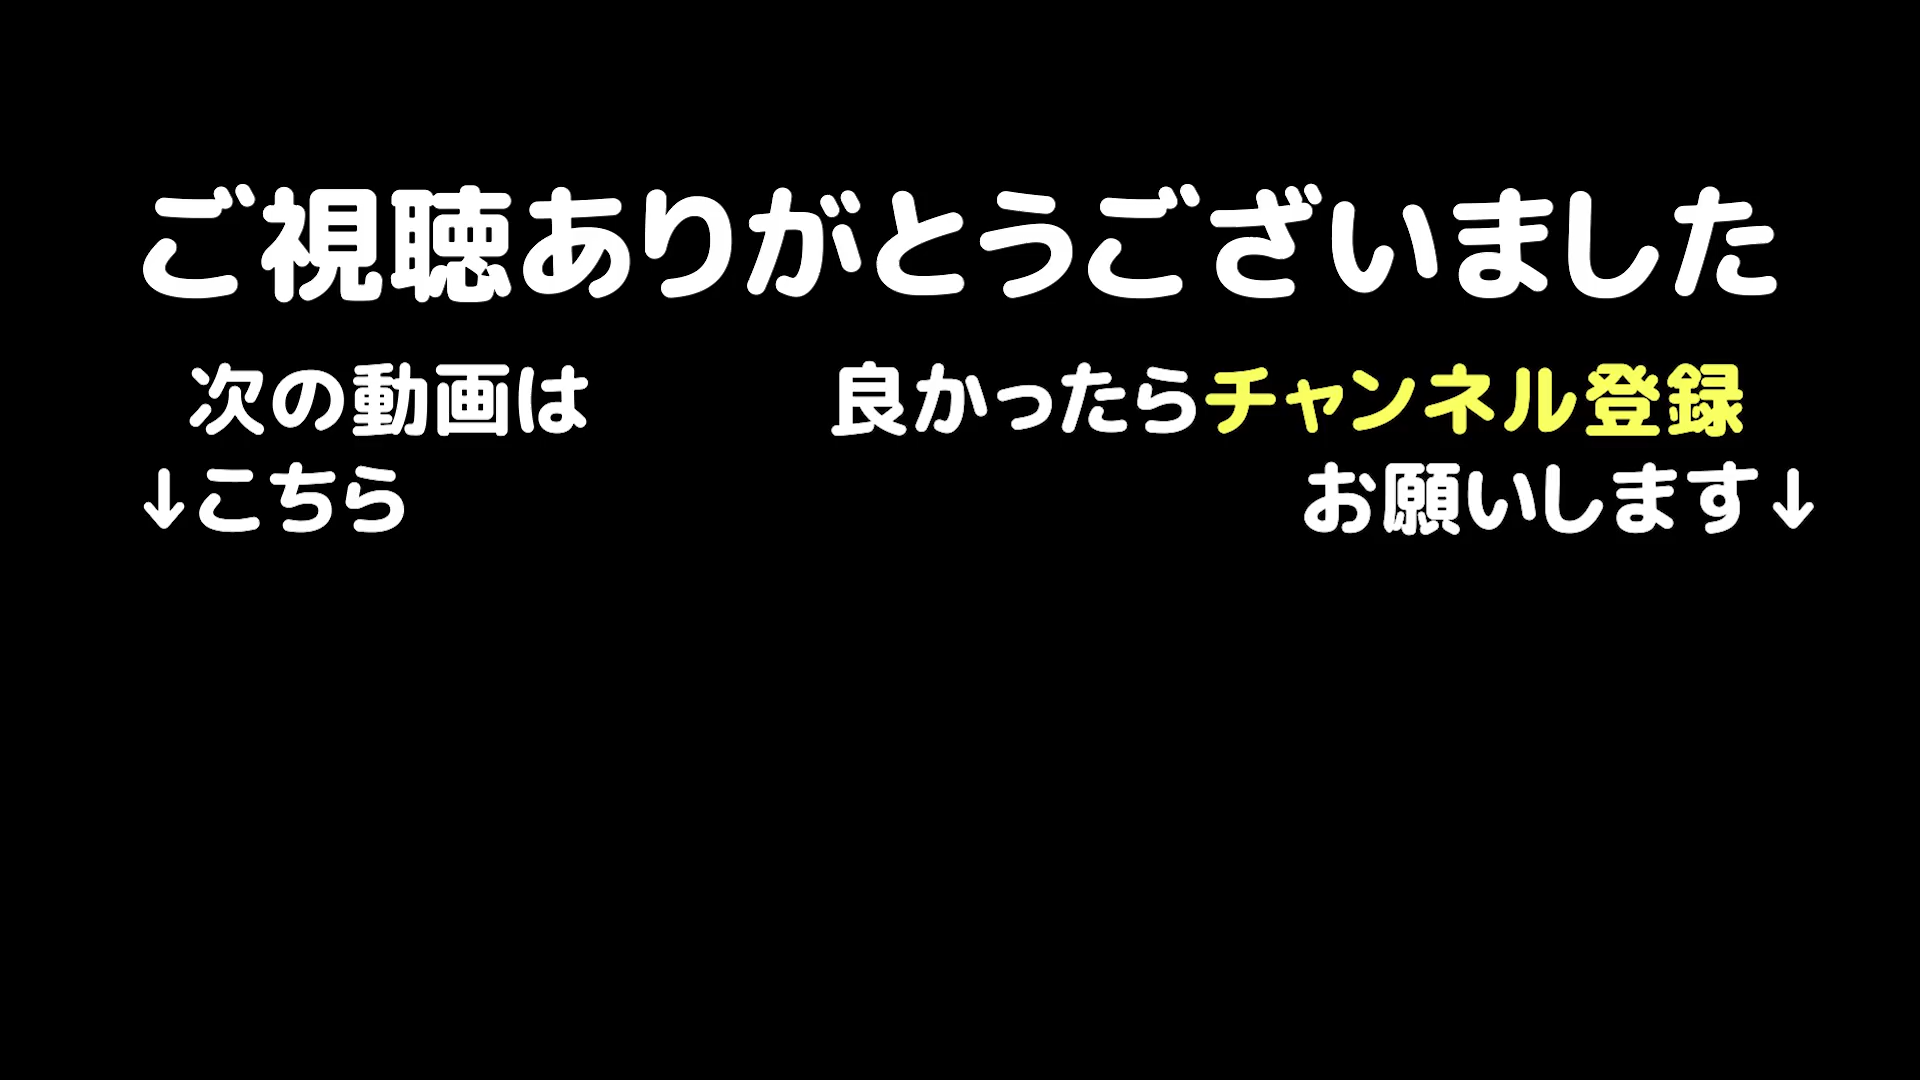 ご視聴ありがとうございました
次の動画は
↓こちら
良かったらチャンネル登録
お願いします↓